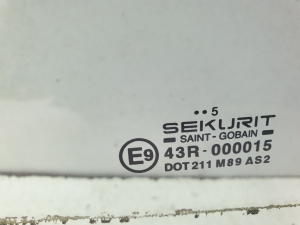 ••5
SEKURIT
SAINT-GOBAIN
E9 43R-000015
DOT 211 M89 AS2